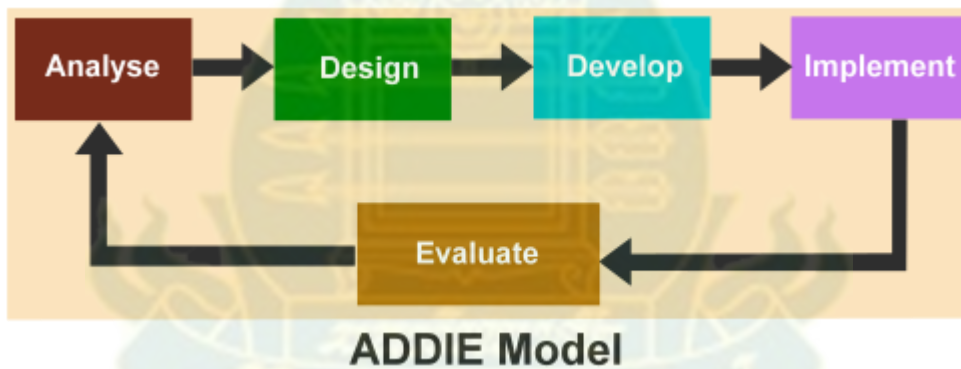 Analyse
Design
Develop
Implement
Evaluate
ADDIE Model